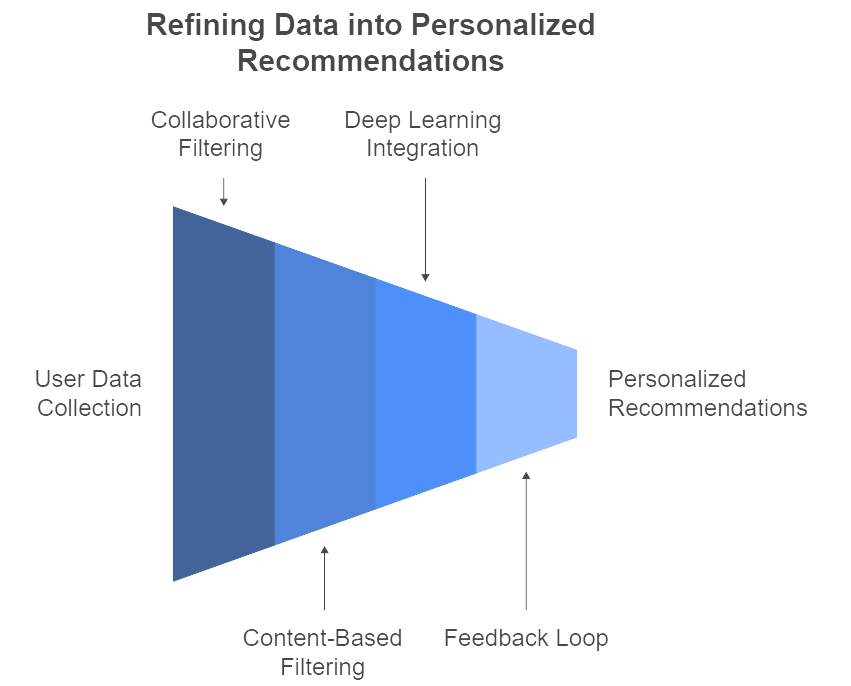 Refining Data into Personalized
Recommendations
Collaborative
Filtering
Deep Learning
Integration
User Data
Collection
Personalized
Recommendations
Content-Based
Filtering
Feedback Loop